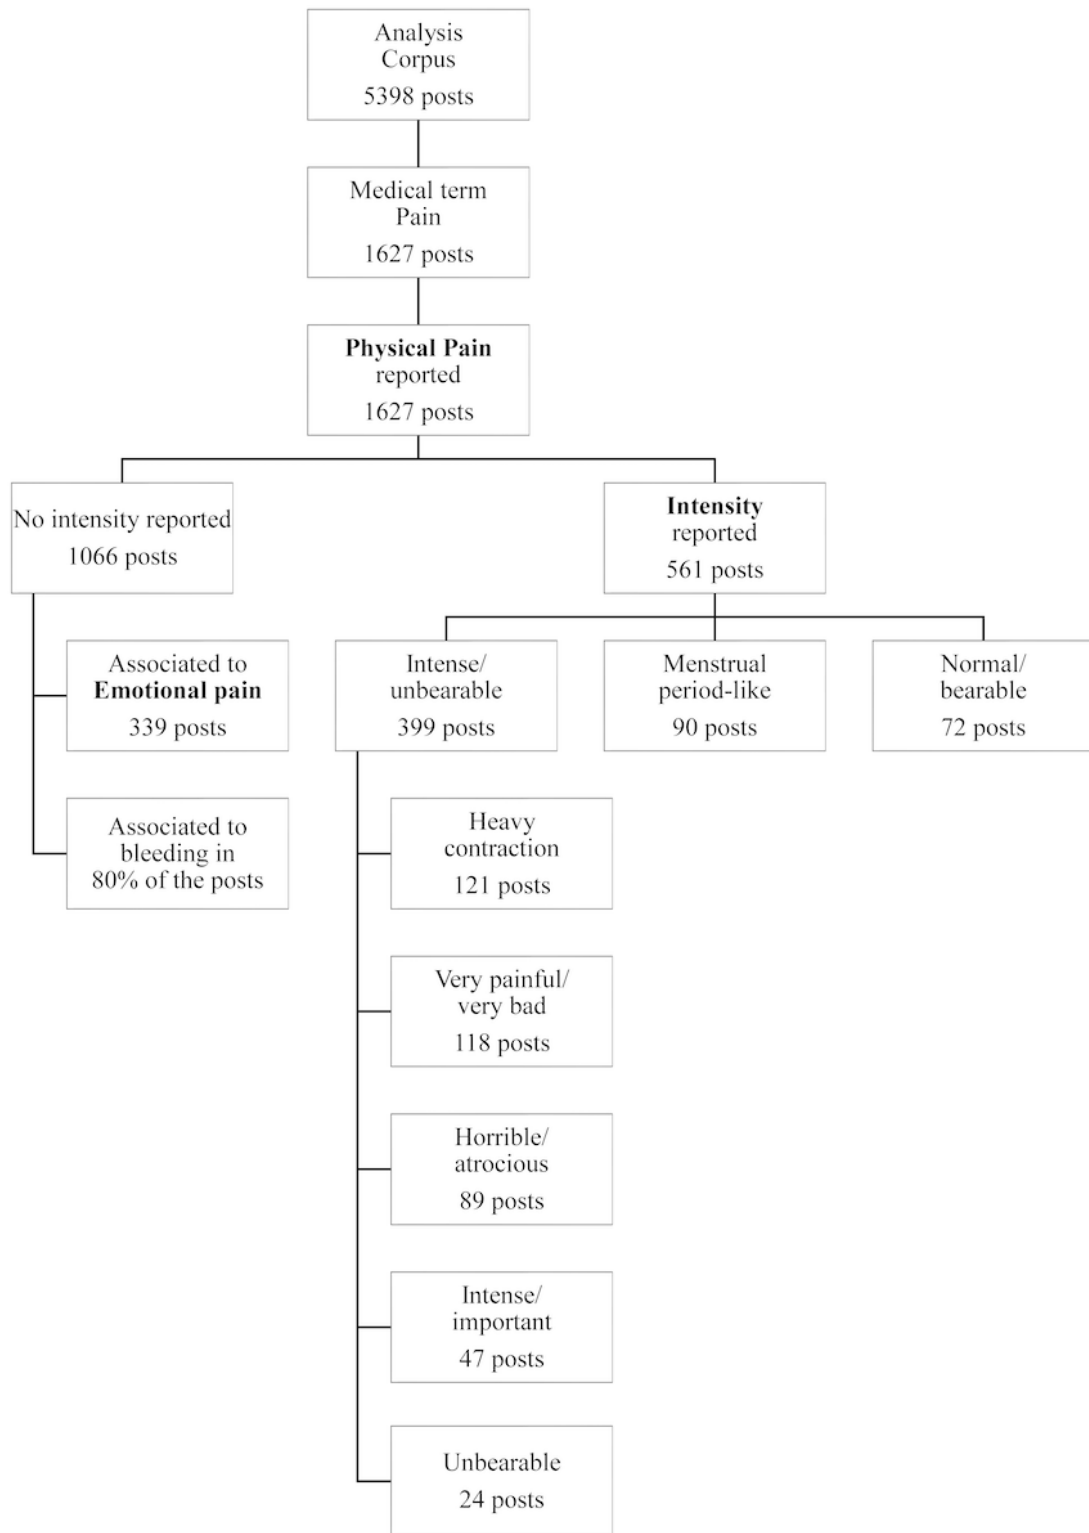 Analysis
Corpus
5398 posts
Medical term
Pain
1627 posts
Physical Pain
reported
1627 posts
No intensity reported
1066 posts
Intensity
reported
561 posts
Associated to
Emotional pain
339 posts
Intense/
unbearable
399 posts
Menstrual
period-like
90 posts
Normal/
bearable
72 posts
Associated to
bleeding in
80% of the posts
Heavy
contraction
121 posts
Very painful/
very bad
118 posts
Horrible/
atrocious
89 posts
Intense/
important
47 posts
Unbearable
24 posts